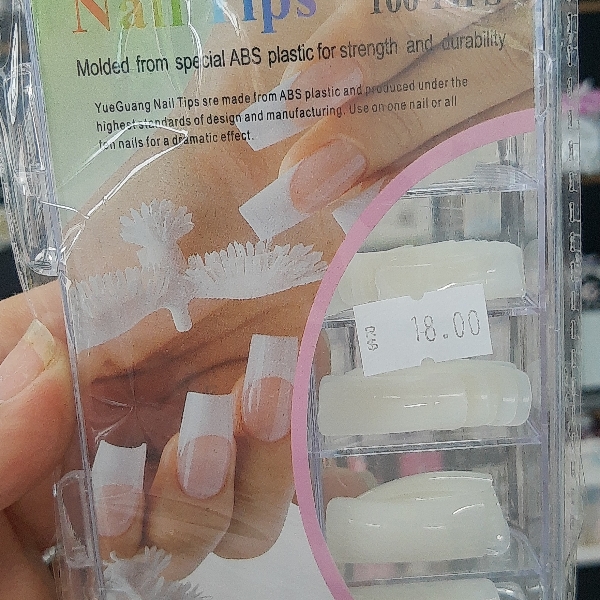 Nail Tips 100 TIPS
Molded from special ABS plastic for strength and durability
YueGuang Nail Tips sre made from ABS plastic and produced under the
highest standards of design and manufacturing. Use on one nail or all
ten nails for a dramatic effect.
18.00